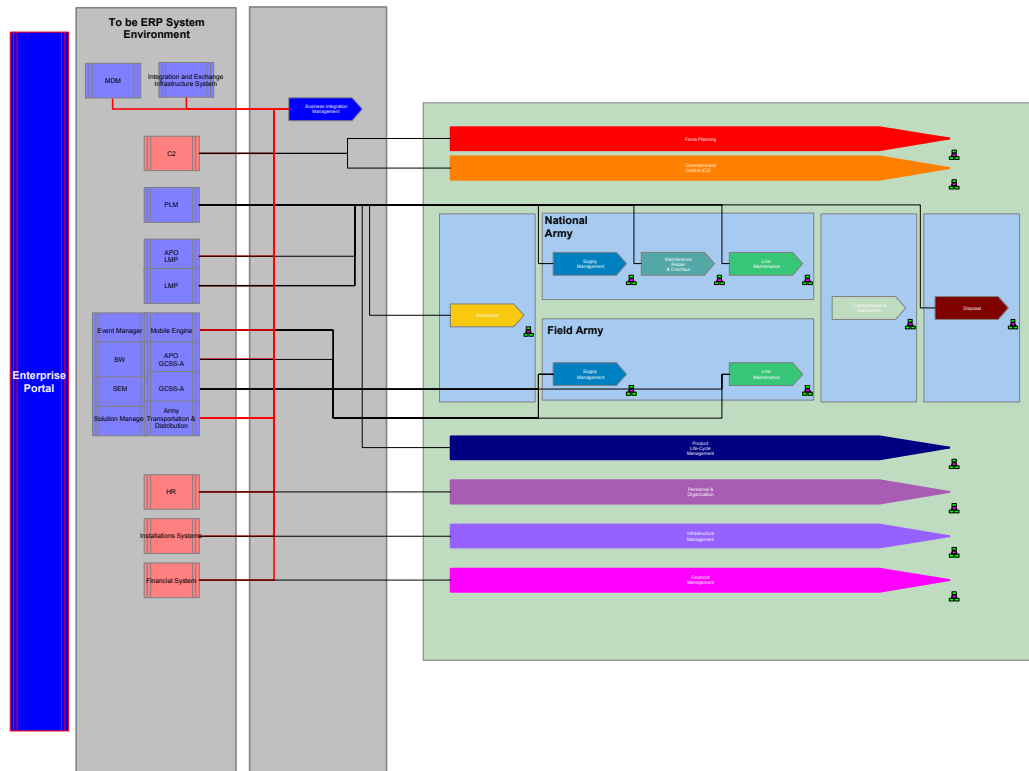 To be ERP System
Environment
MDM
Integration and Exchange
Infrastructure System
Business Integration
Management
C2
Force Planning
Command and
Control (C2)
PLM
National
Army
APO
LMP
LMP
Supply
Management
Maintenance
Repair
& Overhaul
Line
Maintenance
Acquisition
Transportation &
Distribution
Disposal
Field Army
Event Manager
Mobile Engine
BW
APO
GCSS-A
SEM
GCSS-A
Supply
Management
Line
Maintenance
Enterprise
Portal
Solution Manage
Army
Transportation &
Distribution
Product
Life-Cycle
Management
HR
Personnel &
Organization
Installations Systems
Infrastructure
Management
Financial System
Financial
Management